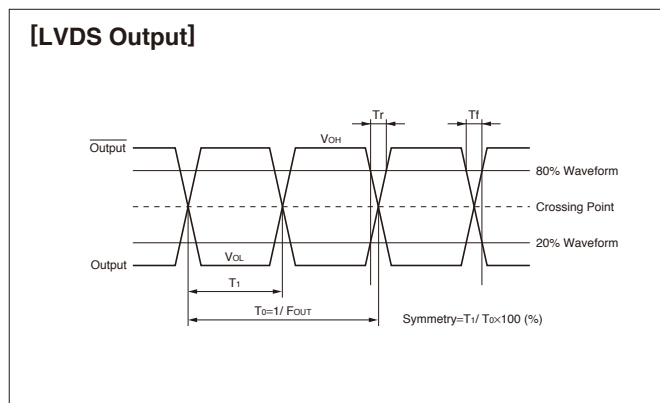 [LVDS Output]
Tr
Tf
Output
VOH
80% Waveform
Crossing Point
20% Waveform
Output
VOL
T1
T0=1/ FOUT
Symmetry=T1/ T0×100 (%)